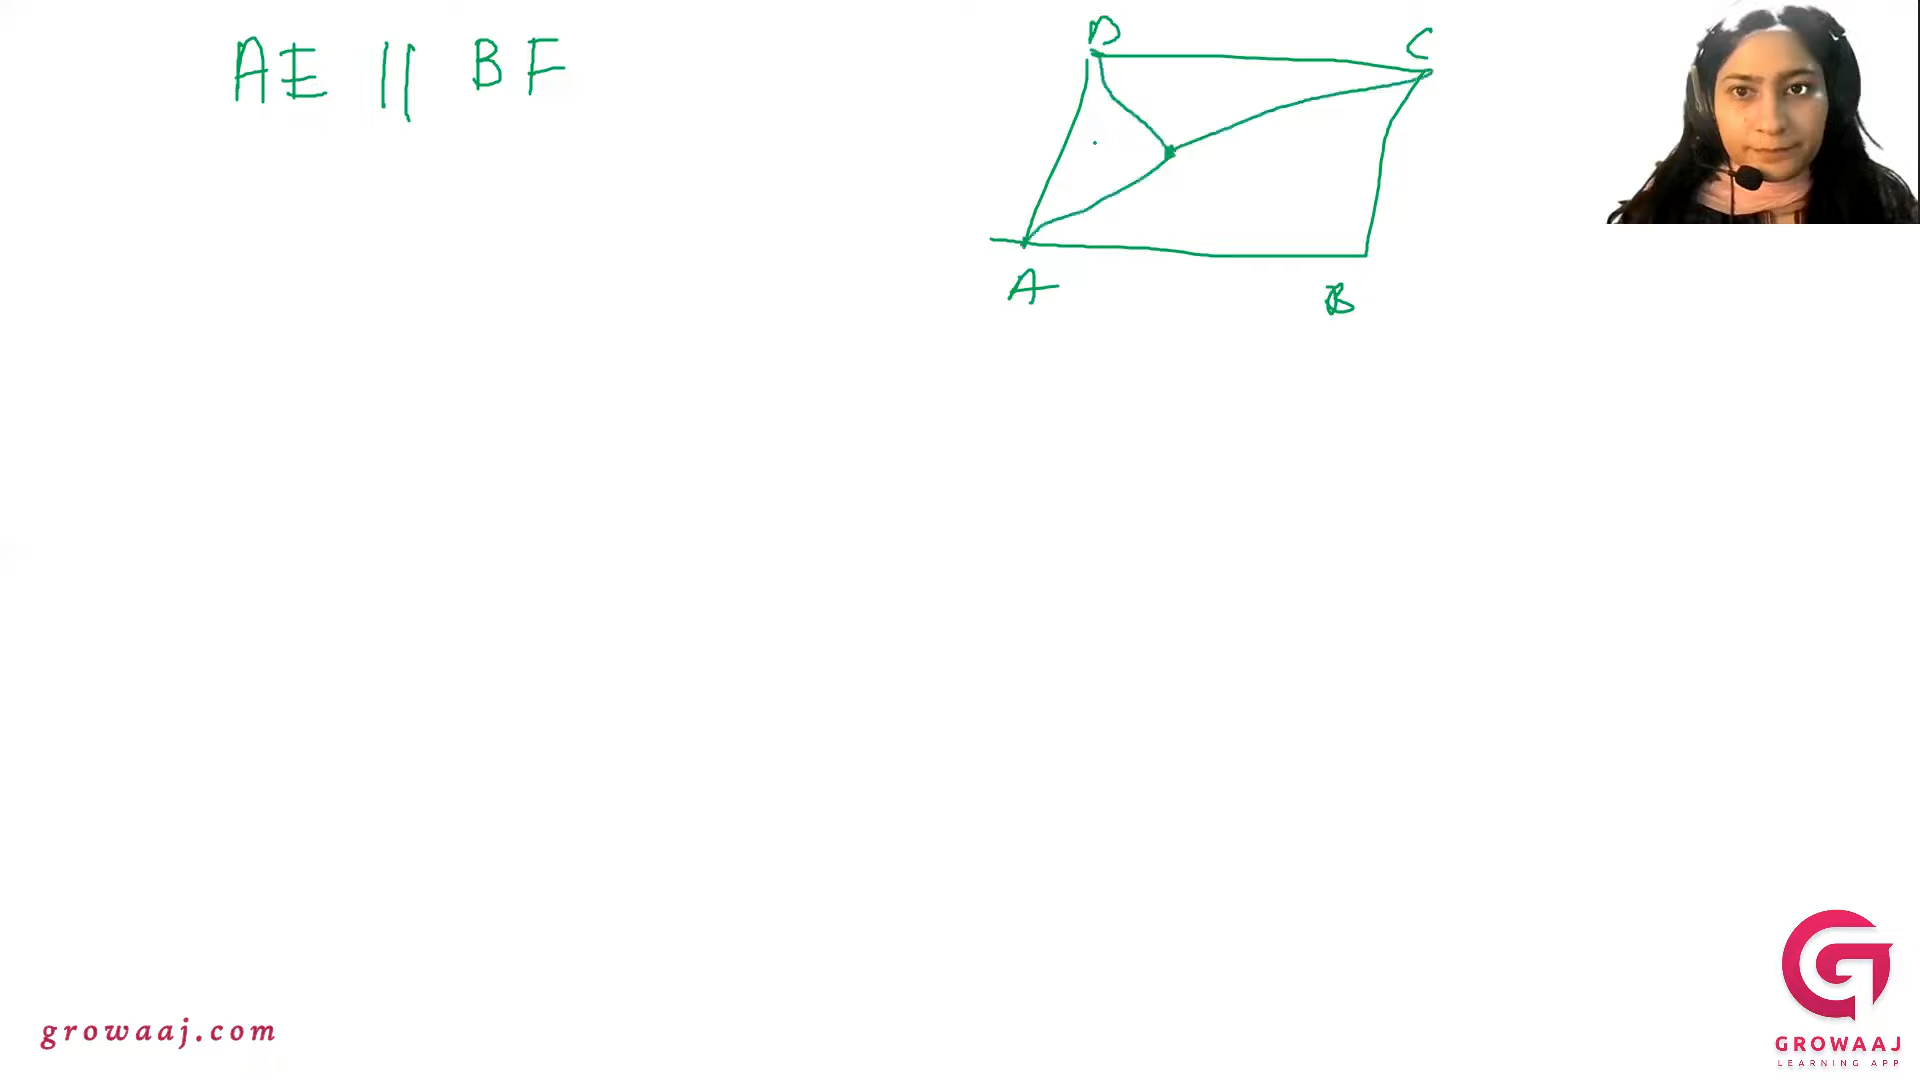 AE || BF
D
C
A
B
growaaj.com
GROWAAJ
LEARNING APP